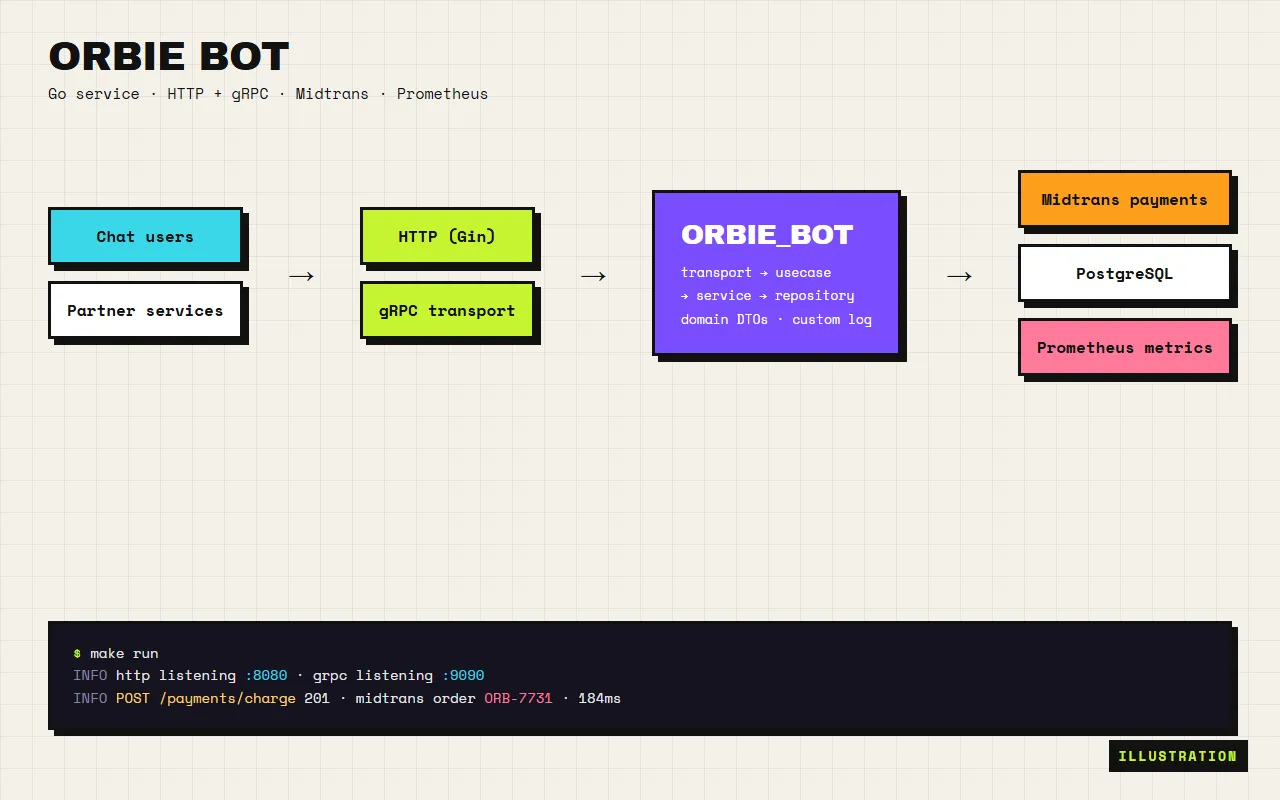 ORBIE BOT
Go service · HTTP + gRPC · Midtrans · Prometheus
Chat users
Partner services
→
HTTP (Gin)
gRPC transport
→
ORBIE_BOT
transport → usecase
→ service → repository
domain DTOs · custom log
→
Midtrans payments
PostgreSQL
Prometheus metrics
$ make run
INFO http listening :8080 · grpc listening :9090
INFO POST /payments/charge 201 · midtrans order ORB-7731 · 184ms
ILLUSTRATION